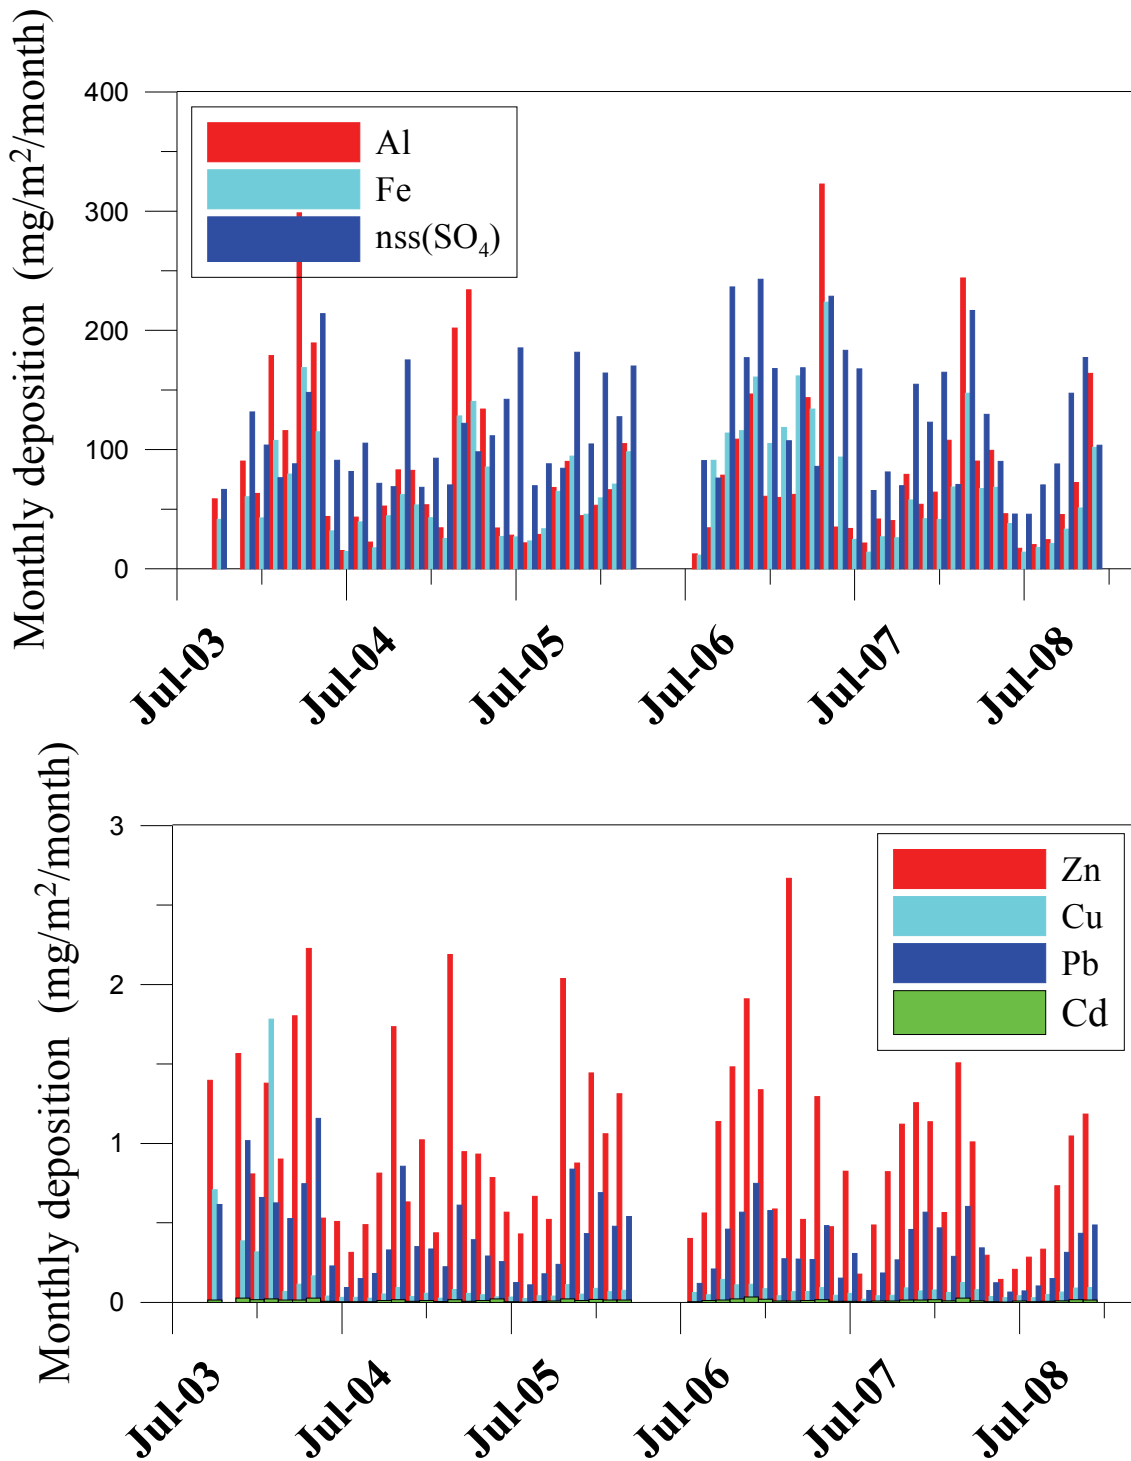 Monthly deposition (mg/m²/month)
400
300
200
100
0
Al
Fe
nss(SO₄)
Jul-03
Jul-04
Jul-05
Jul-06
Jul-07
Jul-08
Monthly deposition (mg/m²/month)
3
2
1
0
Zn
Cu
Pb
Cd
Jul-03
Jul-04
Jul-05
Jul-06
Jul-07
Jul-08